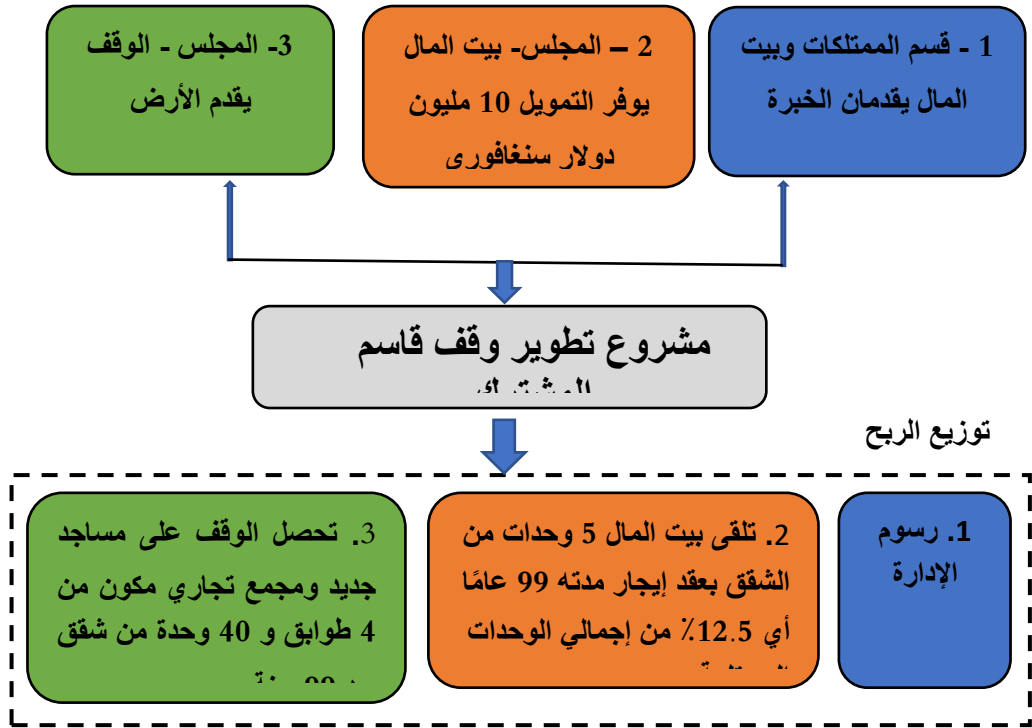 1 - قسم الممتلكات وبيت
المال يقدمان الخبرة
2 – المجلس- بيت المال
يوفر التمويل 10 مليون
دولار سنغافوري
3- المجلس - الوقف
يقدم الأرض
مشروع تطوير وقف قاسم
المشترك
توزيع الربح
1. رسوم
الإدارة
2. تلقى بيت المال 5 وحدات من
الشقق بعقد إيجار مدته 99 عامًا
أي 12.5٪ من إجمالي الوحدات
3. تحصل الوقف على مساجد
جديد ومجمع تجاري مكون من
4 طوابق و 40 وحدة من شقق